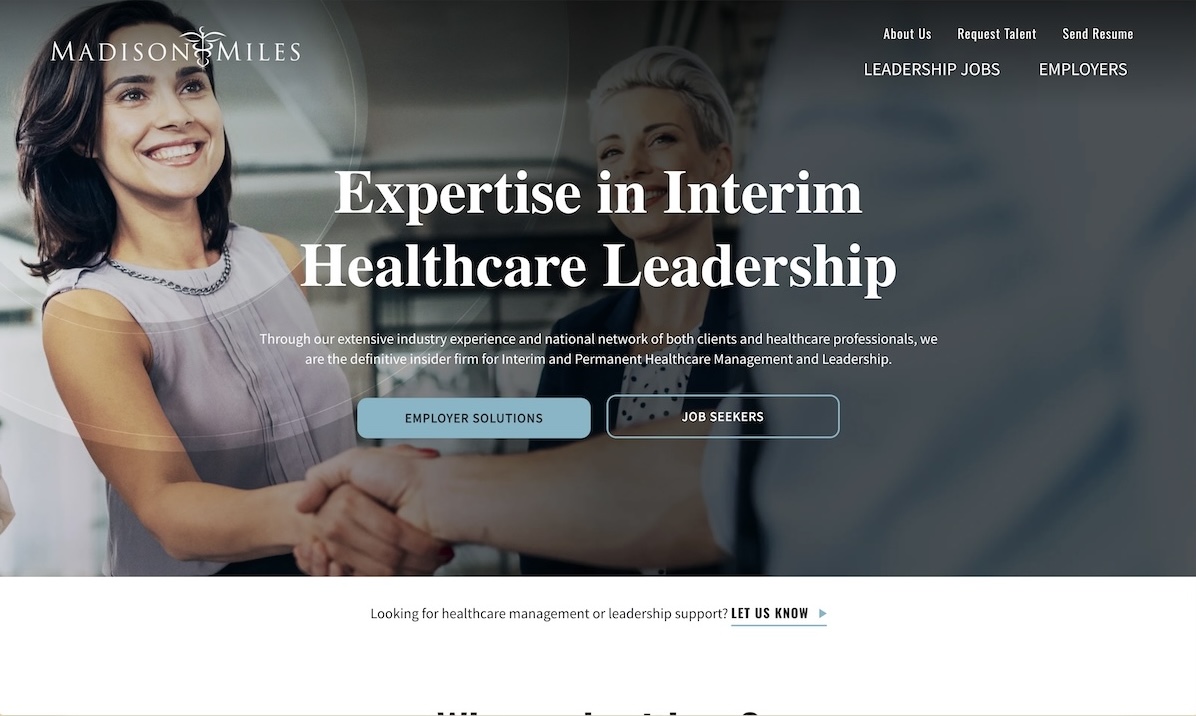 MADISON MILES
About Us Request Talent Send Resume
LEADERSHIP JOBS EMPLOYERS
Expertise in Interim
Healthcare Leadership
Through our extensive industry experience and national network of both clients and healthcare professionals, we
are the definitive insider firm for Interim and Permanent Healthcare Management and Leadership.
EMPLOYER SOLUTIONS JOB SEEKERS
Looking for healthcare management or leadership support? LET US KNOW